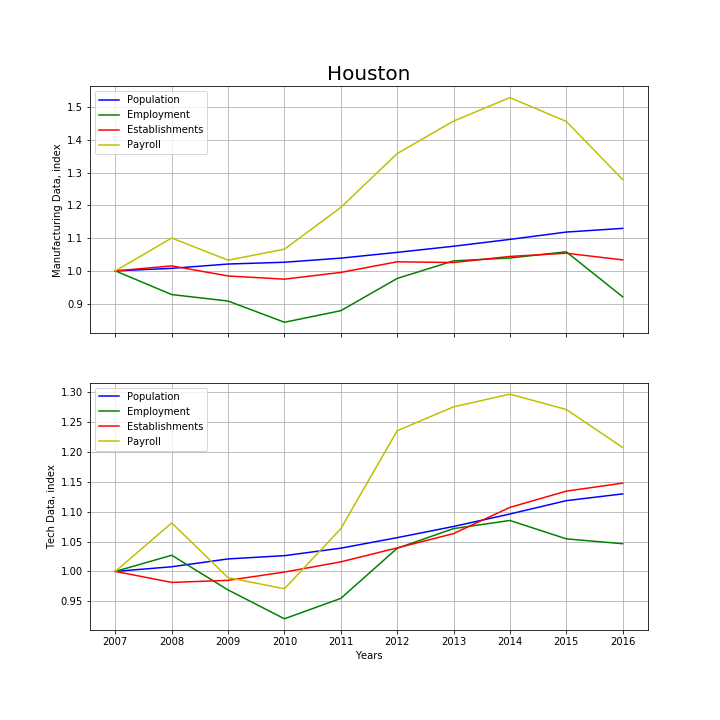 Houston
Manufacturing Data, index
1.5
1.4
1.3
1.2
1.1
1.0
0.9
Population
Employment
Establishments
Payroll
Tech Data, index
1.30
1.25
1.20
1.15
1.10
1.05
1.00
0.95
Population
Employment
Establishments
Payroll
2007 2008 2009 2010 2011 2012 2013 2014 2015 2016
Years